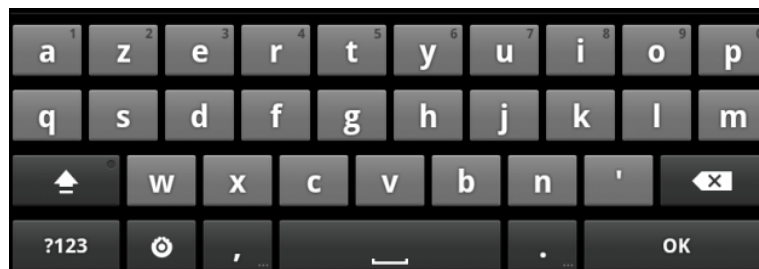 a 1 z 2 e 3 r 4 t 5 y 6 u 7 i 8 o 9 p
q s d f g h j k l m
w x c v b n '
?123 , ... . ... OK